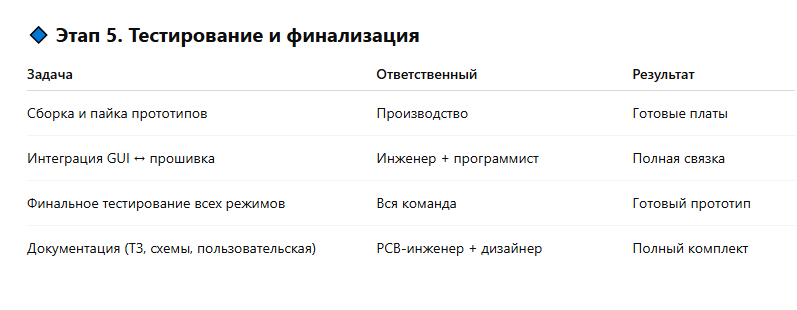 Этап 5. Тестирование и финализация
Задача Ответственный Результат
Сборка и пайка прототипов Производство Готовые платы
Интеграция GUI ↔ прошивка Инженер + программист Полная связка
Финальное тестирование всех режимов Вся команда Готовый прототип
Документация (ТЗ, схемы, пользовательская) PCB-инженер + дизайнер Полный комплект